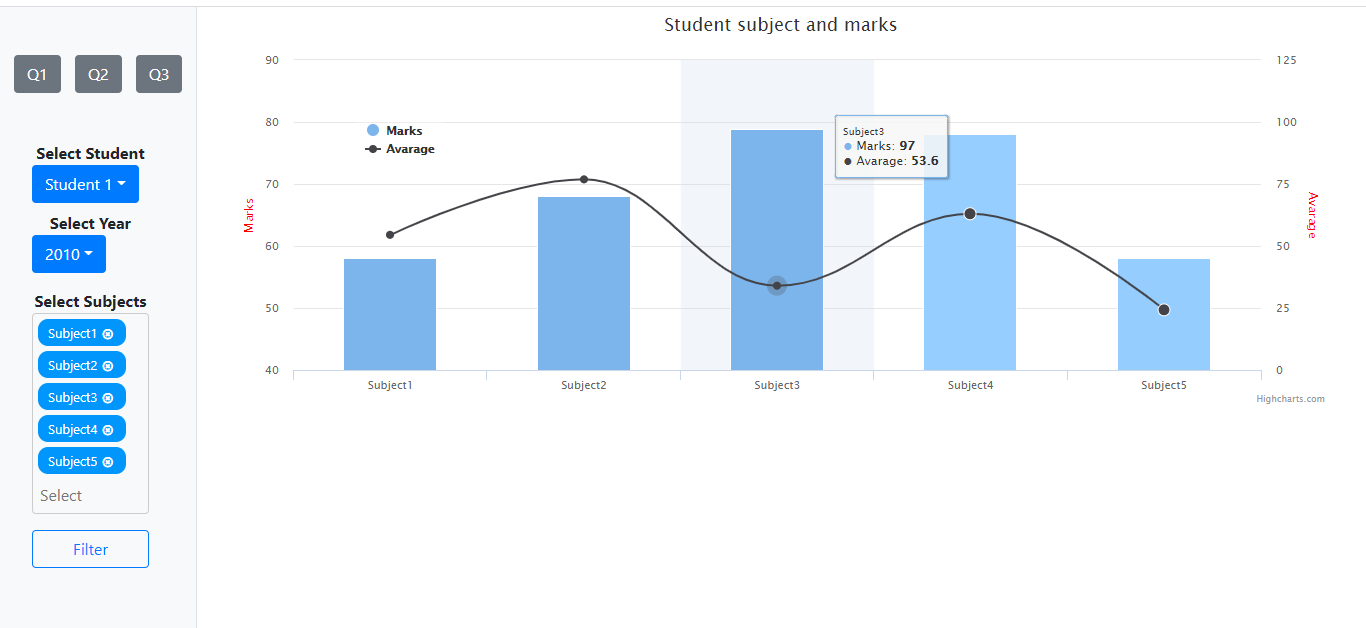 Student subject and marks
Q1 Q2 Q3
Select Student
Student 1
Select Year
2010
Select Subjects
Subject1
Subject2
Subject3
Subject4
Subject5
Select
Filter
Marks
90
80
70
60
50
40
Marks
Avarage
Subject3
Marks: 97
Avarage: 53.6
125
100
75
50
25
0
Avarage
Subject1 Subject2 Subject3 Subject4 Subject5
Highcharts.com